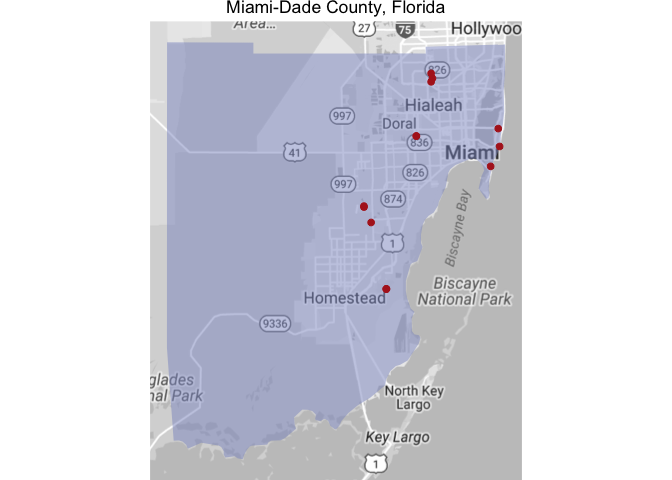 Miami-Dade County, Florida
Area...
27
75
Hollywoo
826
Hialeah
997
Doral
836
41
Miami
826
997
874
1
Biscayne Bay
Biscayne
National Park
Homestead
9336
glades
nal Park
North Key
Largo
Key Largo
1